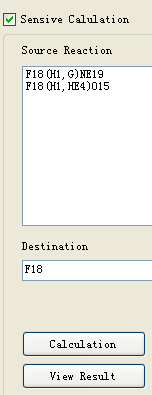 Sensive Calulation
Source Reaction
F18(H1,G)NE19
F18(H1,HE4)O15
Destination
F18
Calculation
View Result